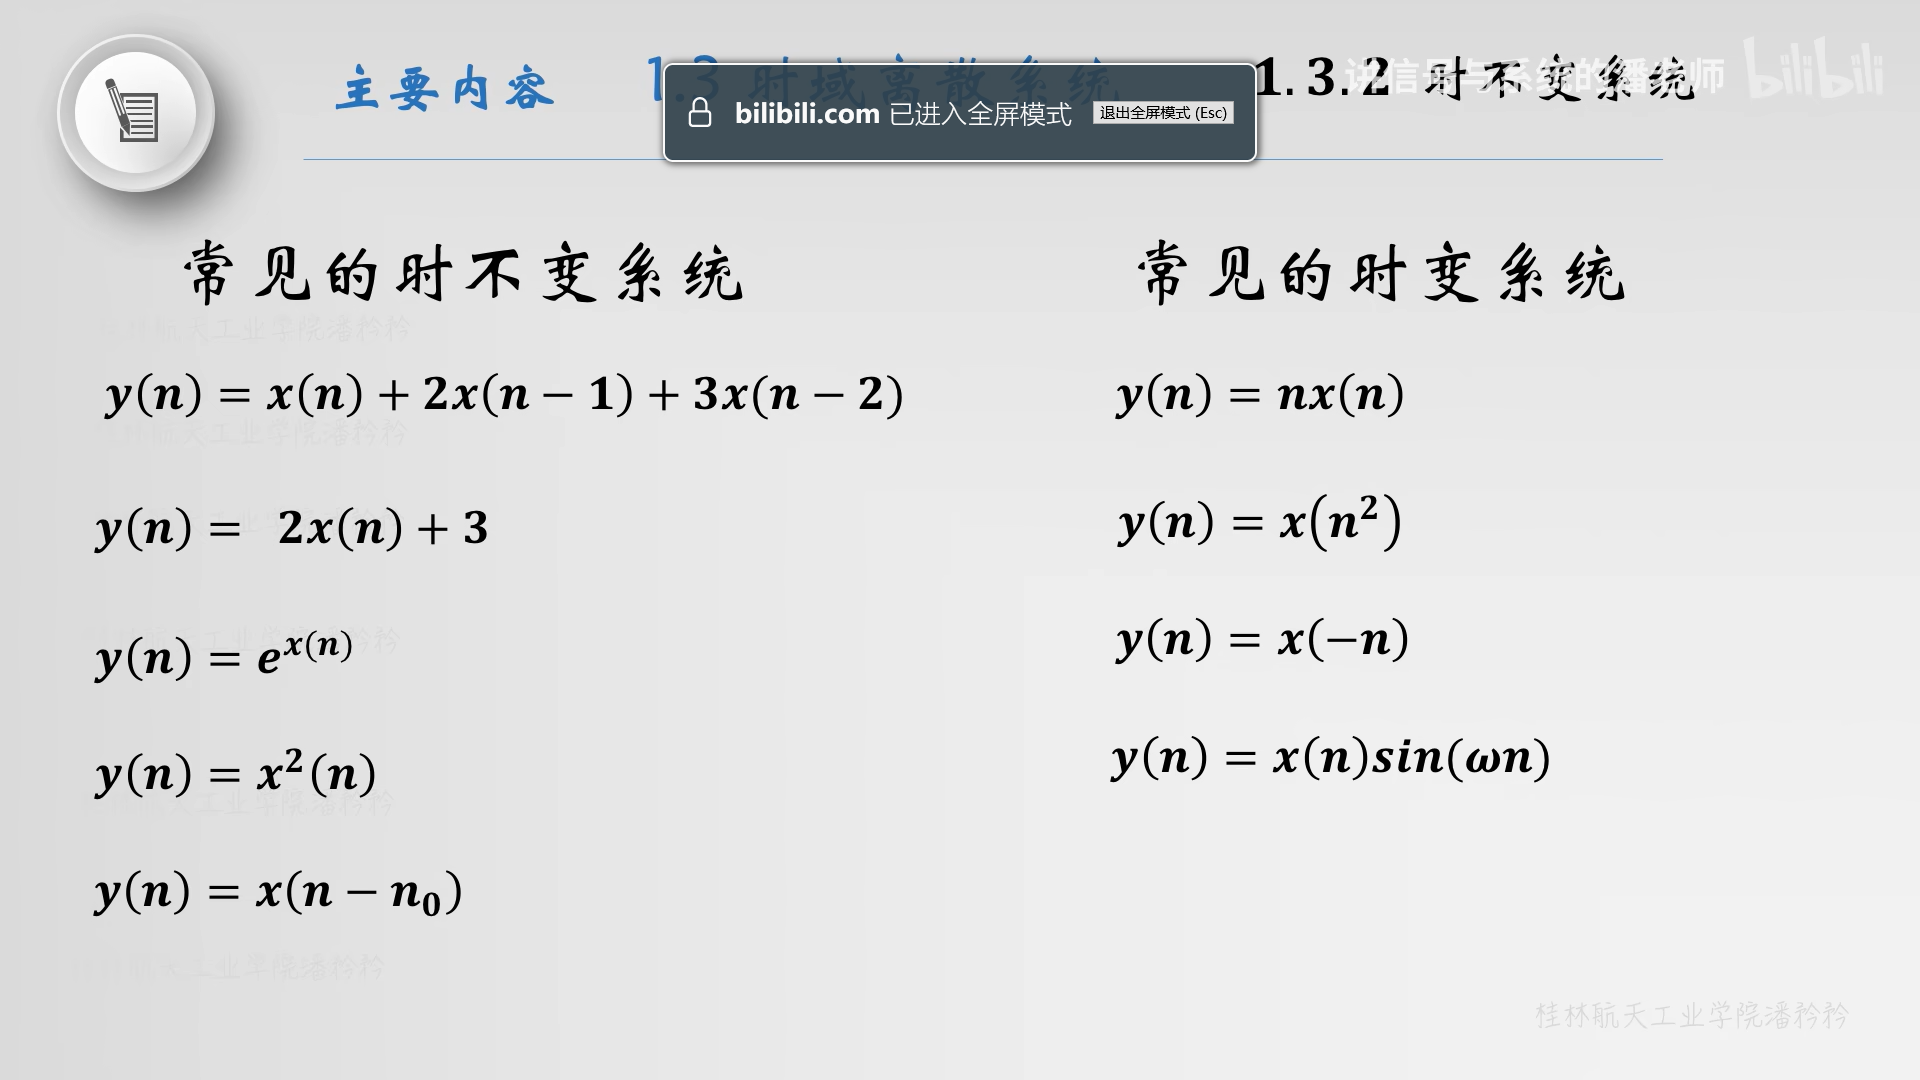 主要内容 1.3 时域离散系统 1.3.2 时不变系统
讲信号与系统的潘老师 bilibili
bilibili.com 已进入全屏模式 退出全屏模式 (Esc)
常见的时不变系统
y(n) = x(n) + 2x(n − 1) + 3x(n − 2)
y(n) = 2x(n) + 3
y(n) = e^{x(n)}
y(n) = x²(n)
y(n) = x(n − n₀)
常见的时变系统
y(n) = nx(n)
y(n) = x(n²)
y(n) = x(−n)
y(n) = x(n)sin(ωn)
桂林航天工业学院潘矜矜